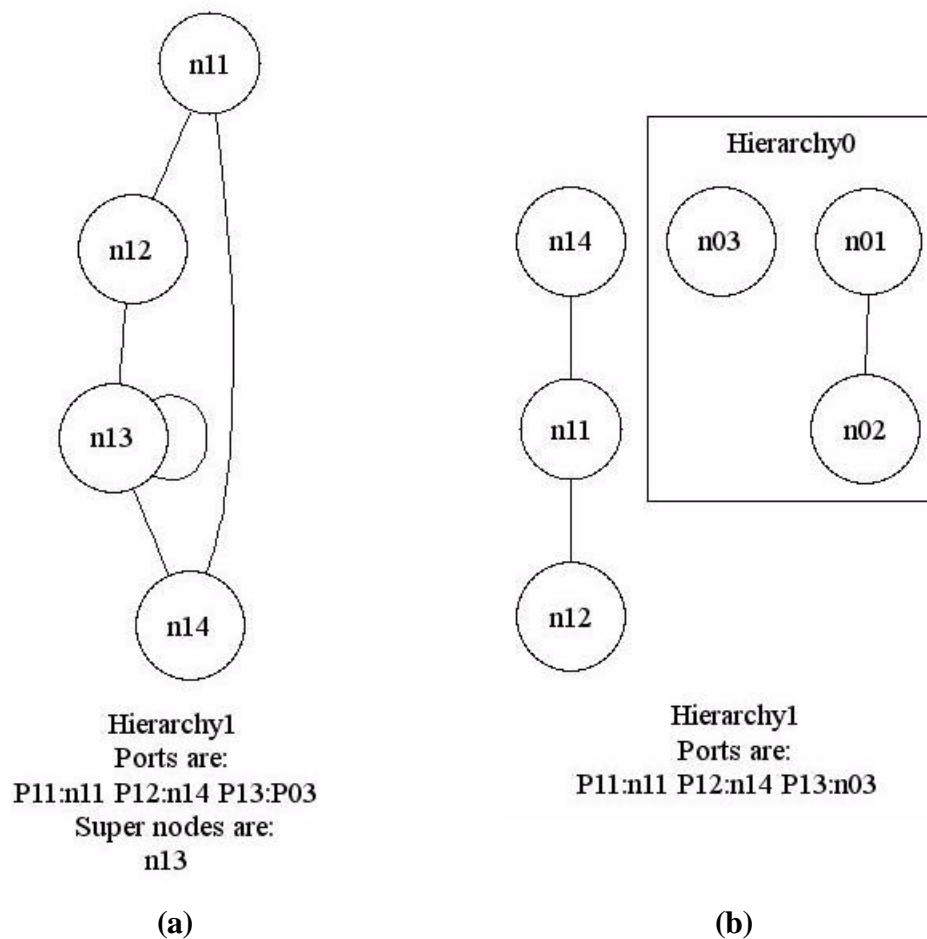 n11
n12
n13
n14
Hierarchy1
Ports are:
P11:n11 P12:n14 P13:P03
Super nodes are:
n13
(a)
Hierarchy0
n14
n03
n01
n11
n02
n12
Hierarchy1
Ports are:
P11:n11 P12:n14 P13:n03
(b)